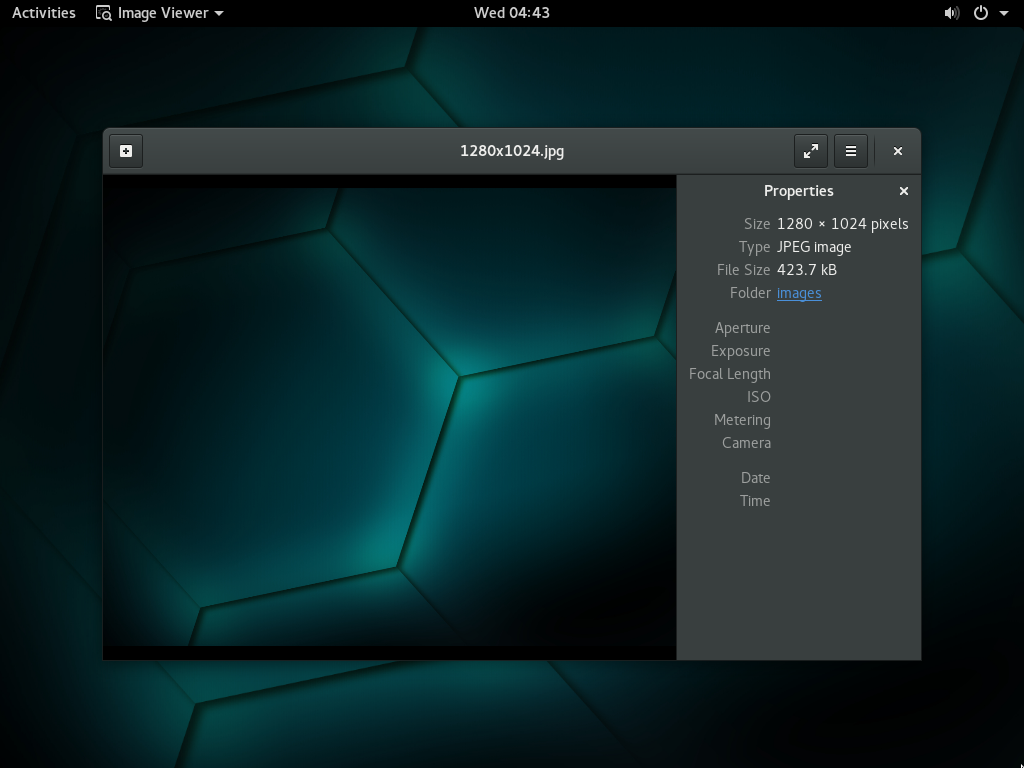 Activities Image Viewer Wed 04:43
1280x1024.jpg
Properties
Size 1280 × 1024 pixels
Type JPEG image
File Size 423.7 kB
Folder images
Aperture
Exposure
Focal Length
ISO
Metering
Camera
Date
Time